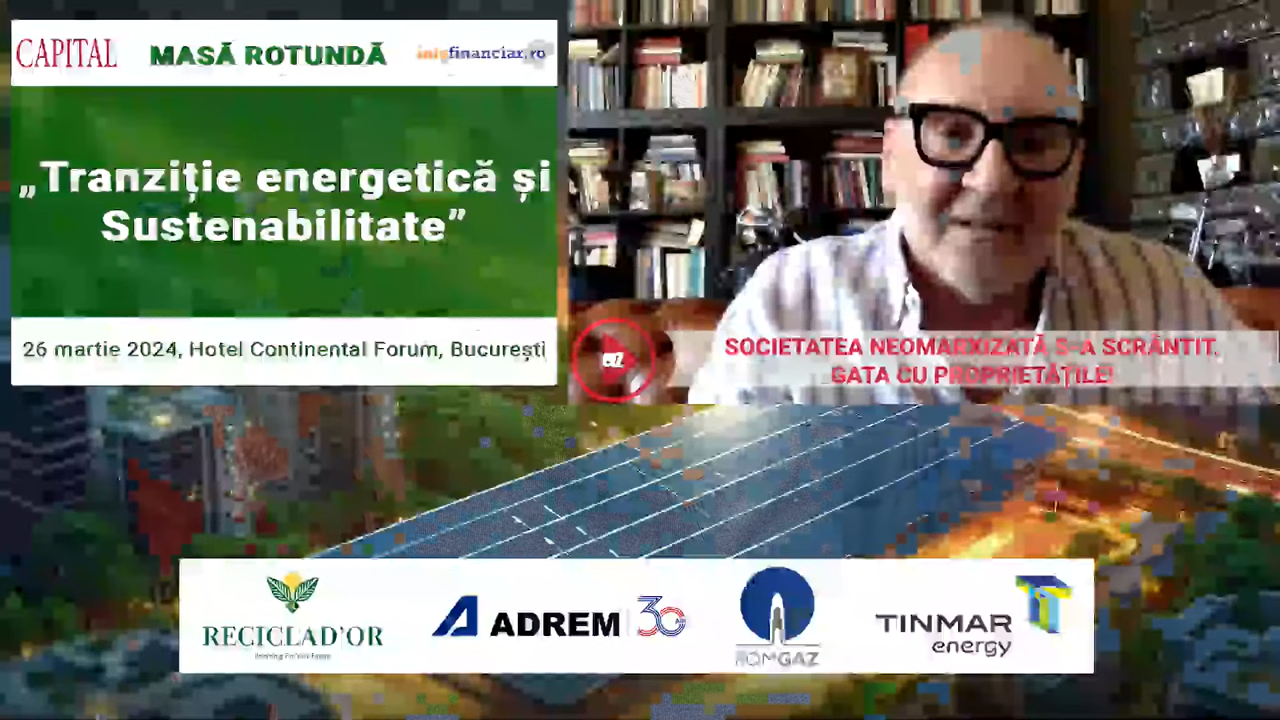 CAPITAL
MASĂ ROTUNDĂ
infofinanciar.ro
„Tranziție energetică și
Sustenabilitate”
26 martie 2024, Hotel Continental Forum, București
SOCIETATEA NEOMARXIZATĂ S-A SCRÂNTIT.
GATA CU PROPRIETĂȚILE!
RECICLAD'OR
ADREM 30
ROMGAZ
TINMAR
energy